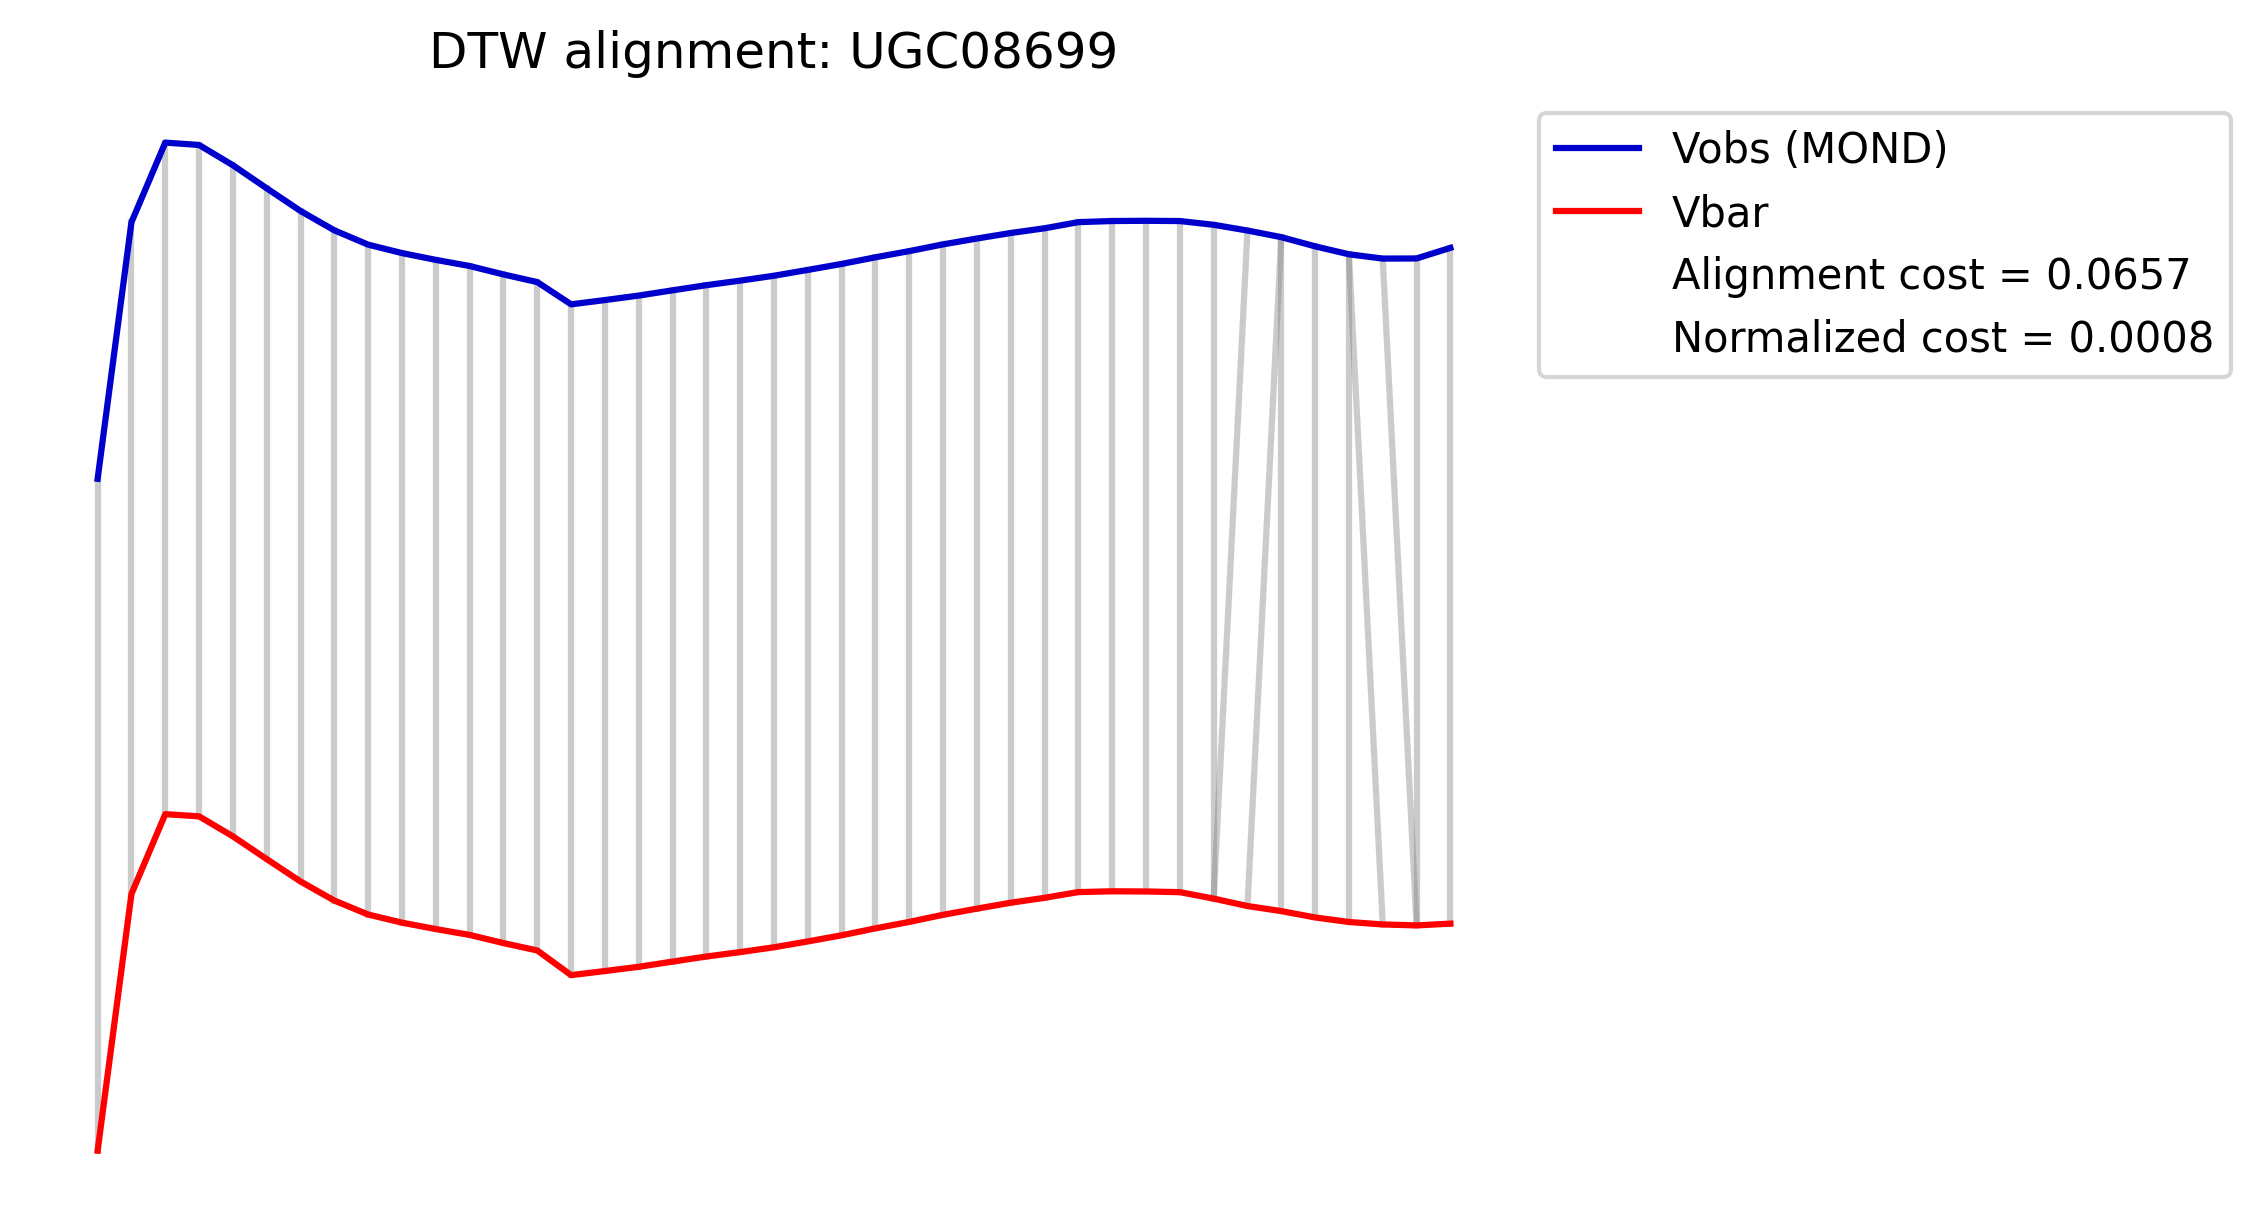 DTW alignment: UGC08699
Vobs (MOND)
Vbar
Alignment cost = 0.0657
Normalized cost = 0.0008